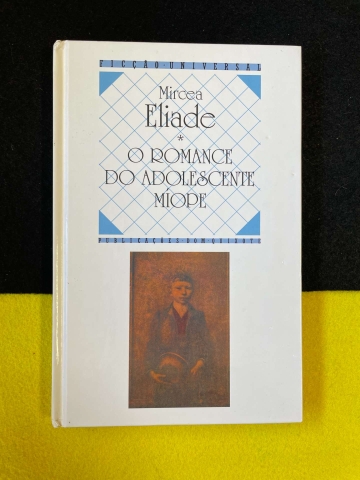 FICÇÃO · UNIVERSAL
Mircea
Eliade
*
O ROMANCE
DO ADOLESCENTE
MÍOPE
PUBLICAÇÕES DOM QUIXOTE